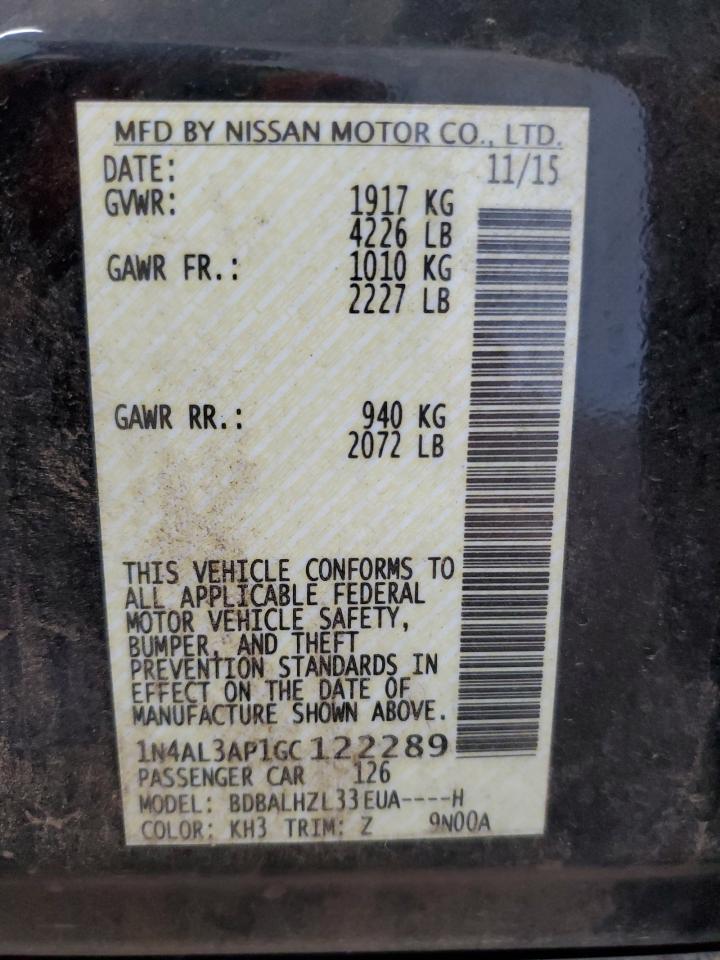 MFD BY NISSAN MOTOR CO., LTD.
DATE: 11/15
GVWR: 1917 KG
4226 LB
GAWR FR.: 1010 KG
2227 LB
GAWR RR.: 940 KG
2072 LB
THIS VEHICLE CONFORMS TO
ALL APPLICABLE FEDERAL
MOTOR VEHICLE SAFETY,
BUMPER, AND THEFT
PREVENTION STANDARDS IN
EFFECT ON THE DATE OF
MANUFACTURE SHOWN ABOVE.
1N4AL3AP1GC122289
PASSENGER CAR 126
MODEL: BDBALHZL33EUA----H
COLOR: KH3 TRIM: Z 9N00A